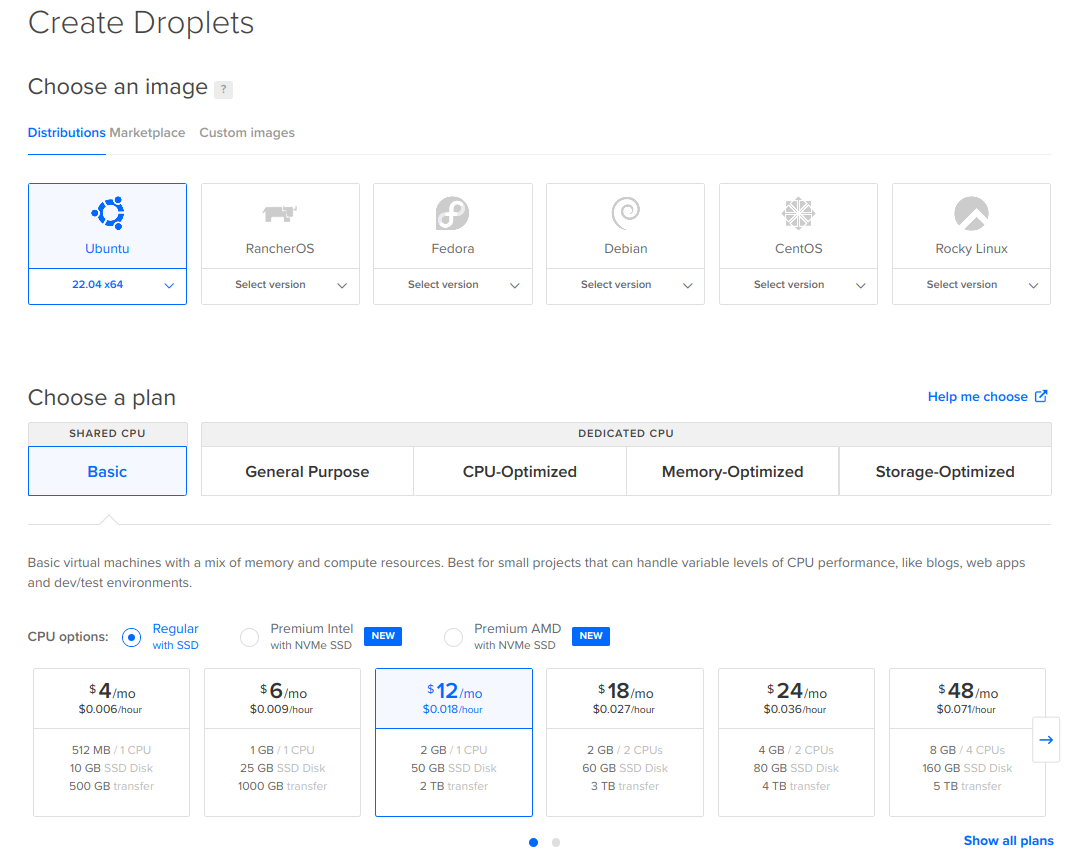 Create Droplets
Choose an image ?
Distributions Marketplace Custom images
Ubuntu RancherOS Fedora Debian CentOS Rocky Linux
22.04 x64 Select version Select version Select version Select version Select version
Choose a plan Help me choose
SHARED CPU DEDICATED CPU
Basic General Purpose CPU-Optimized Memory-Optimized Storage-Optimized
Basic virtual machines with a mix of memory and compute resources. Best for small projects that can handle variable levels of CPU performance, like blogs, web apps
and dev/test environments.
CPU options: Regular with SSD Premium Intel with NVMe SSD NEW Premium AMD with NVMe SSD NEW
$4/mo $6/mo $12/mo $18/mo $24/mo $48/mo
$0.006/hour $0.009/hour $0.018/hour $0.027/hour $0.036/hour $0.071/hour
512 MB / 1 CPU 1 GB / 1 CPU 2 GB / 1 CPU 2 GB / 2 CPUs 4 GB / 2 CPUs 8 GB / 4 CPUs
10 GB SSD Disk 25 GB SSD Disk 50 GB SSD Disk 60 GB SSD Disk 80 GB SSD Disk 160 GB SSD Disk
500 GB transfer 1000 GB transfer 2 TB transfer 3 TB transfer 4 TB transfer 5 TB transfer
Show all plans